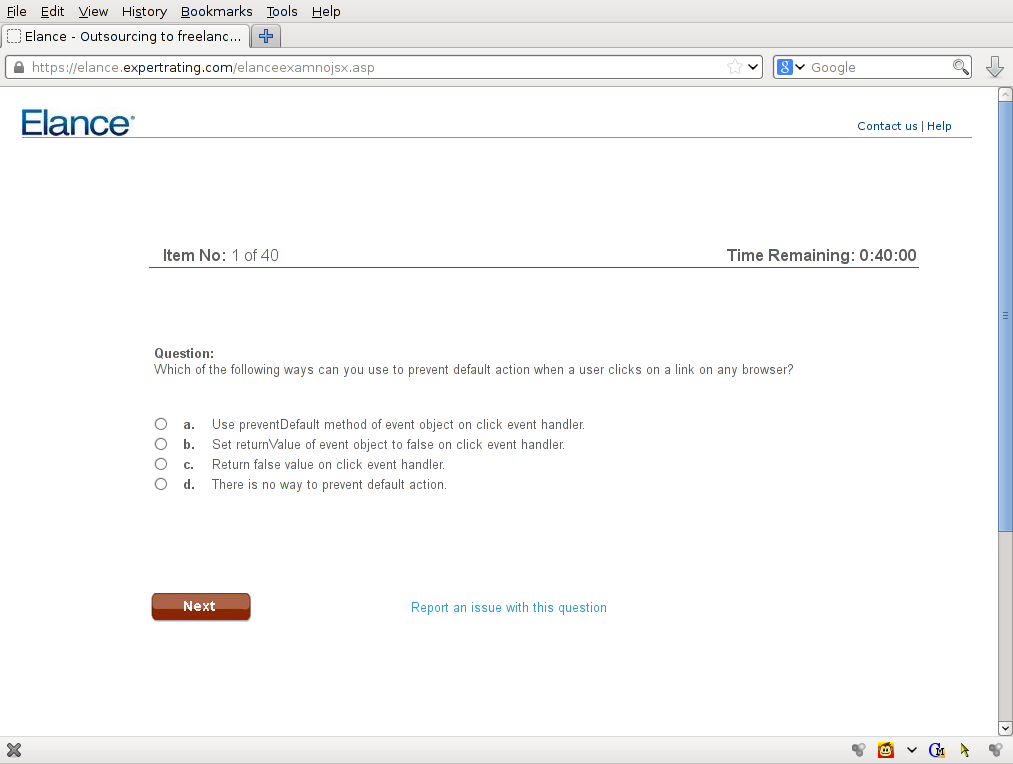 File Edit View History Bookmarks Tools Help
Elance - Outsourcing to freelanc...
https://elance.expertrating.com/elanceexamnojsx.asp
8 Google
Elance
Contact us | Help
Item No: 1 of 40 Time Remaining: 0:40:00
Question:
Which of the following ways can you use to prevent default action when a user clicks on a link on any browser?
a. Use preventDefault method of event object on click event handler.
b. Set returnValue of event object to false on click event handler.
c. Return false value on click event handler.
d. There is no way to prevent default action.
Next Report an issue with this question